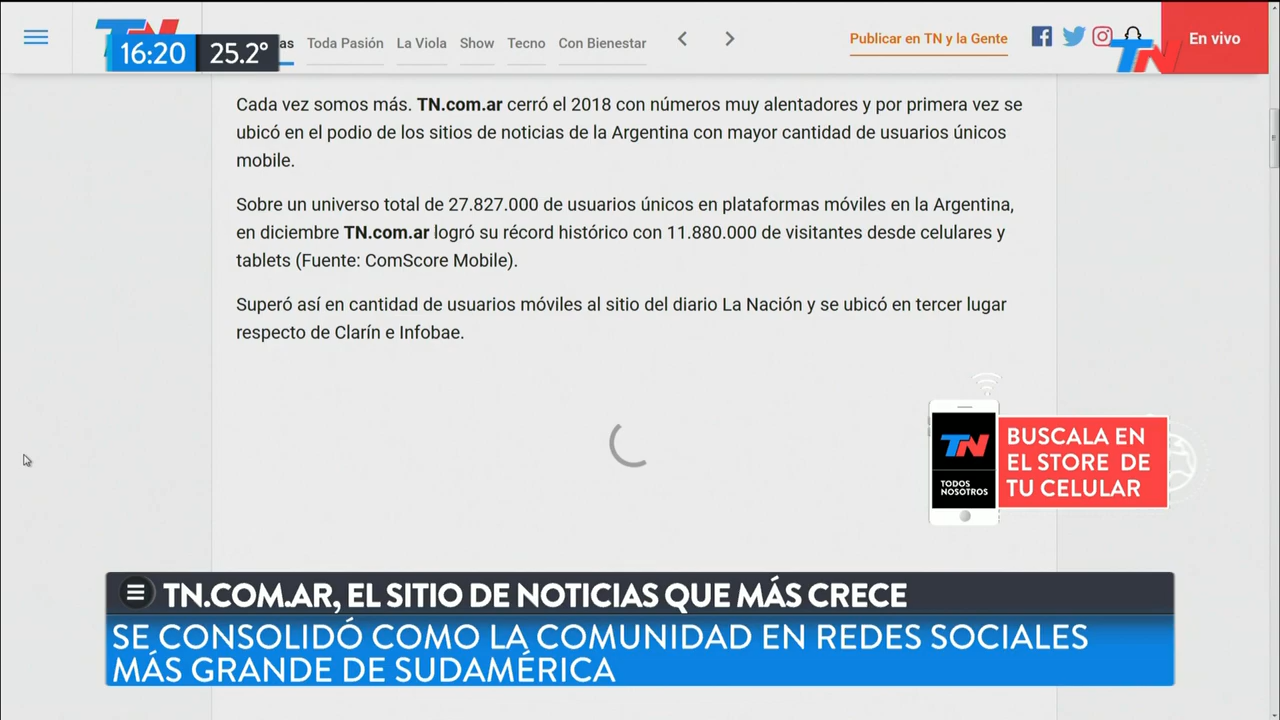 16:20 25.2°
as Toda Pasión La Viola Show Tecno Con Bienestar Publicar en TN y la Gente TN En vivo
Cada vez somos más. TN.com.ar cerró el 2018 con números muy alentadores y por primera vez se
ubicó en el podio de los sitios de noticias de la Argentina con mayor cantidad de usuarios únicos
mobile.
Sobre un universo total de 27.827.000 de usuarios únicos en plataformas móviles en la Argentina,
en diciembre TN.com.ar logró su récord histórico con 11.880.000 de visitantes desde celulares y
tablets (Fuente: ComScore Mobile).
Superó así en cantidad de usuarios móviles al sitio del diario La Nación y se ubicó en tercer lugar
respecto de Clarín e Infobae.
TN
TODOS
NOSOTROS
BUSCALA EN
EL STORE DE
TU CELULAR
TN.COM.AR, EL SITIO DE NOTICIAS QUE MÁS CRECE
SE CONSOLIDÓ COMO LA COMUNIDAD EN REDES SOCIALES
MÁS GRANDE DE SUDAMÉRICA